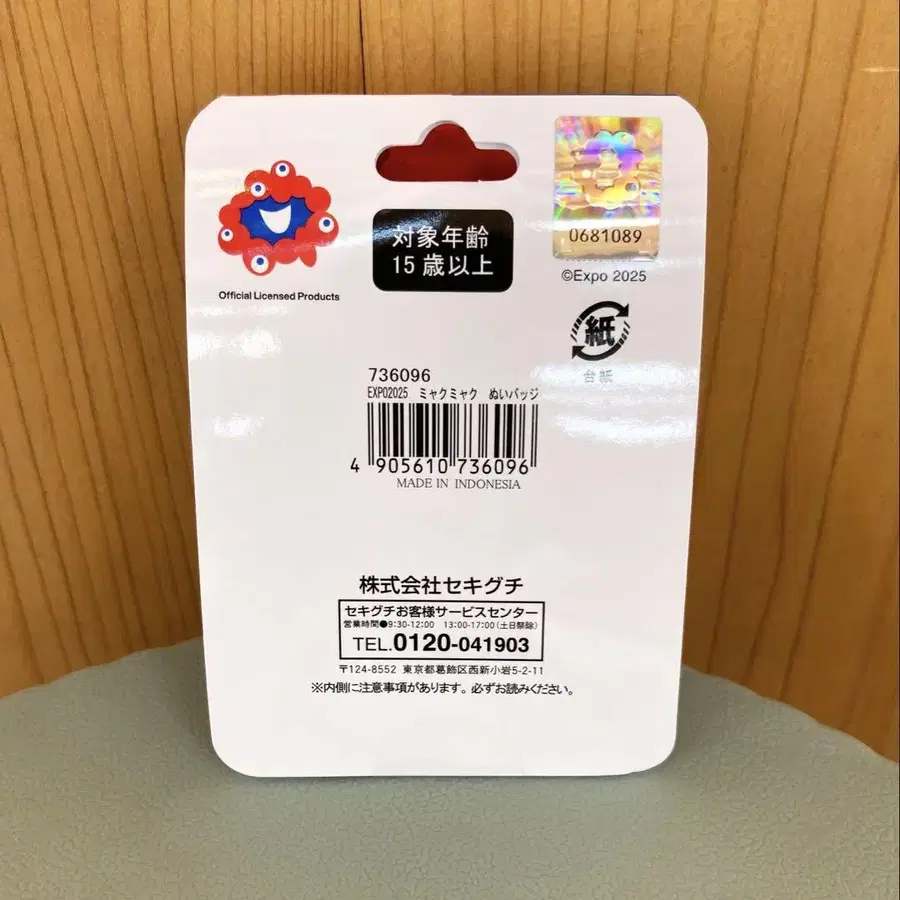 Official Licensed Products
対象年齢
15歳以上
0681089
©Expo 2025
紙
台紙
736096
EXPO2025 ミャクミャク ぬいバッジ
4 905610 736096
MADE IN INDONESIA
株式会社セキグチ
セキグチお客様サービスセンター
営業時間●9:30-12:00 13:00-17:00(土日祭除)
TEL.0120-041903
〒124-8552 東京都葛飾区西新小岩5-2-11
※内側に注意事項があります。必ずお読みください。